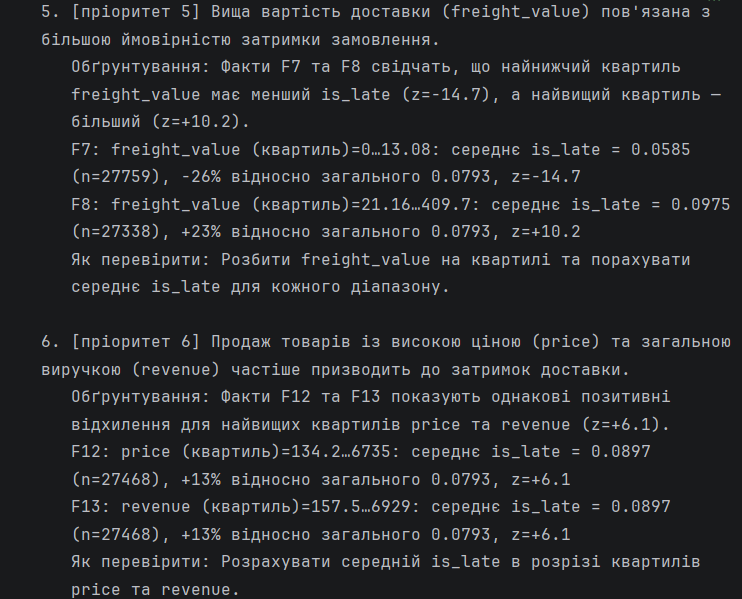 5. [пріоритет 5] Вища вартість доставки (freight_value) пов'язана з
більшою ймовірністю затримки замовлення.
Обґрунтування: Факти F7 та F8 свідчать, що найнижчий квартиль
freight_value має менший is_late (z=-14.7), а найвищий квартиль —
більший (z=+10.2).
F7: freight_value (квартиль)=0…13.08: середнє is_late = 0.0585
(n=27759), -26% відносно загального 0.0793, z=-14.7
F8: freight_value (квартиль)=21.16…409.7: середнє is_late = 0.0975
(n=27338), +23% відносно загального 0.0793, z=+10.2
Як перевірити: Розбити freight_value на квартилі та порахувати
середнє is_late для кожного діапазону.
6. [пріоритет 6] Продаж товарів із високою ціною (price) та загальною
виручкою (revenue) частіше призводить до затримок доставки.
Обґрунтування: Факти F12 та F13 показують однакові позитивні
відхилення для найвищих квартилів price та revenue (z=+6.1).
F12: price (квартиль)=134.2…6735: середнє is_late = 0.0897
(n=27468), +13% відносно загального 0.0793, z=+6.1
F13: revenue (квартиль)=157.5…6929: середнє is_late = 0.0897
(n=27468), +13% відносно загального 0.0793, z=+6.1
Як перевірити: Розрахувати середній is_late в розрізі квартилів
price та revenue.